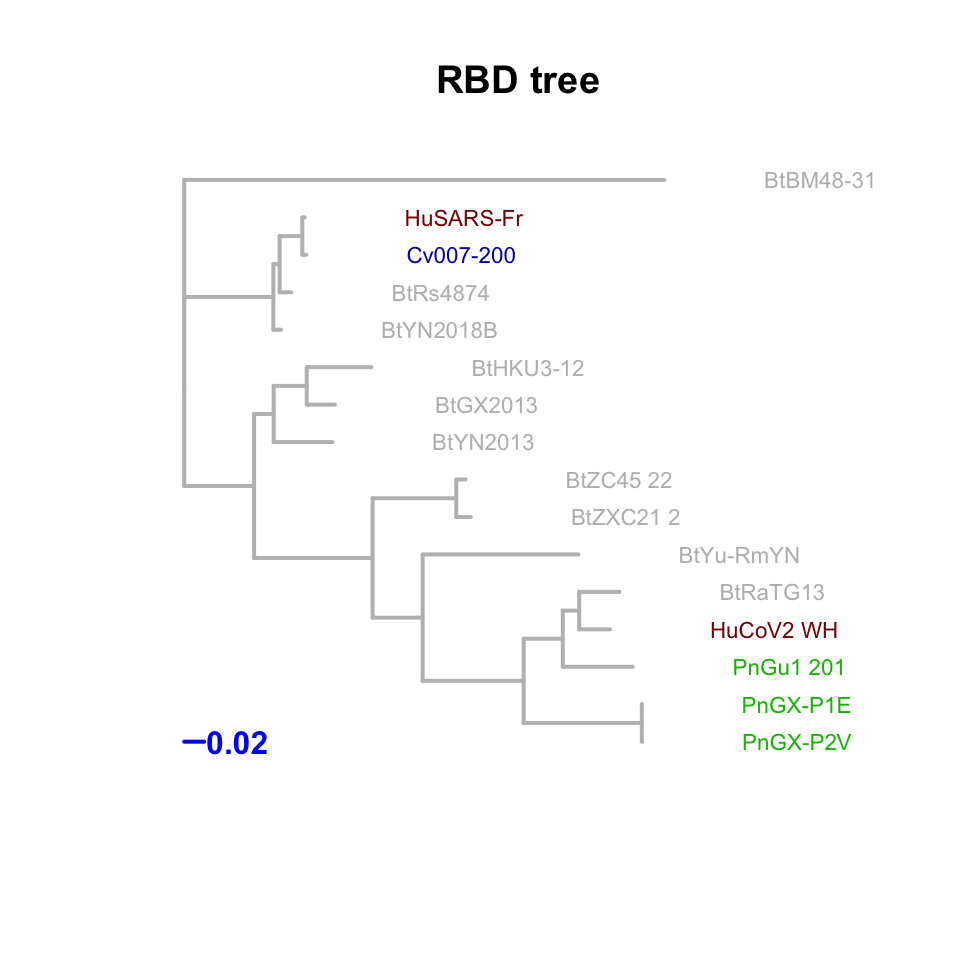 RBD tree
BtBM48-31
HuSARS-Fr
Cv007-200
BtRs4874
BtYN2018B
BtHKU3-12
BtGX2013
BtYN2013
BtZC45 22
BtZXC21 2
BtYu-RmYN
BtRaTG13
HuCoV2 WH
PnGu1 201
PnGX-P1E
PnGX-P2V
0.02